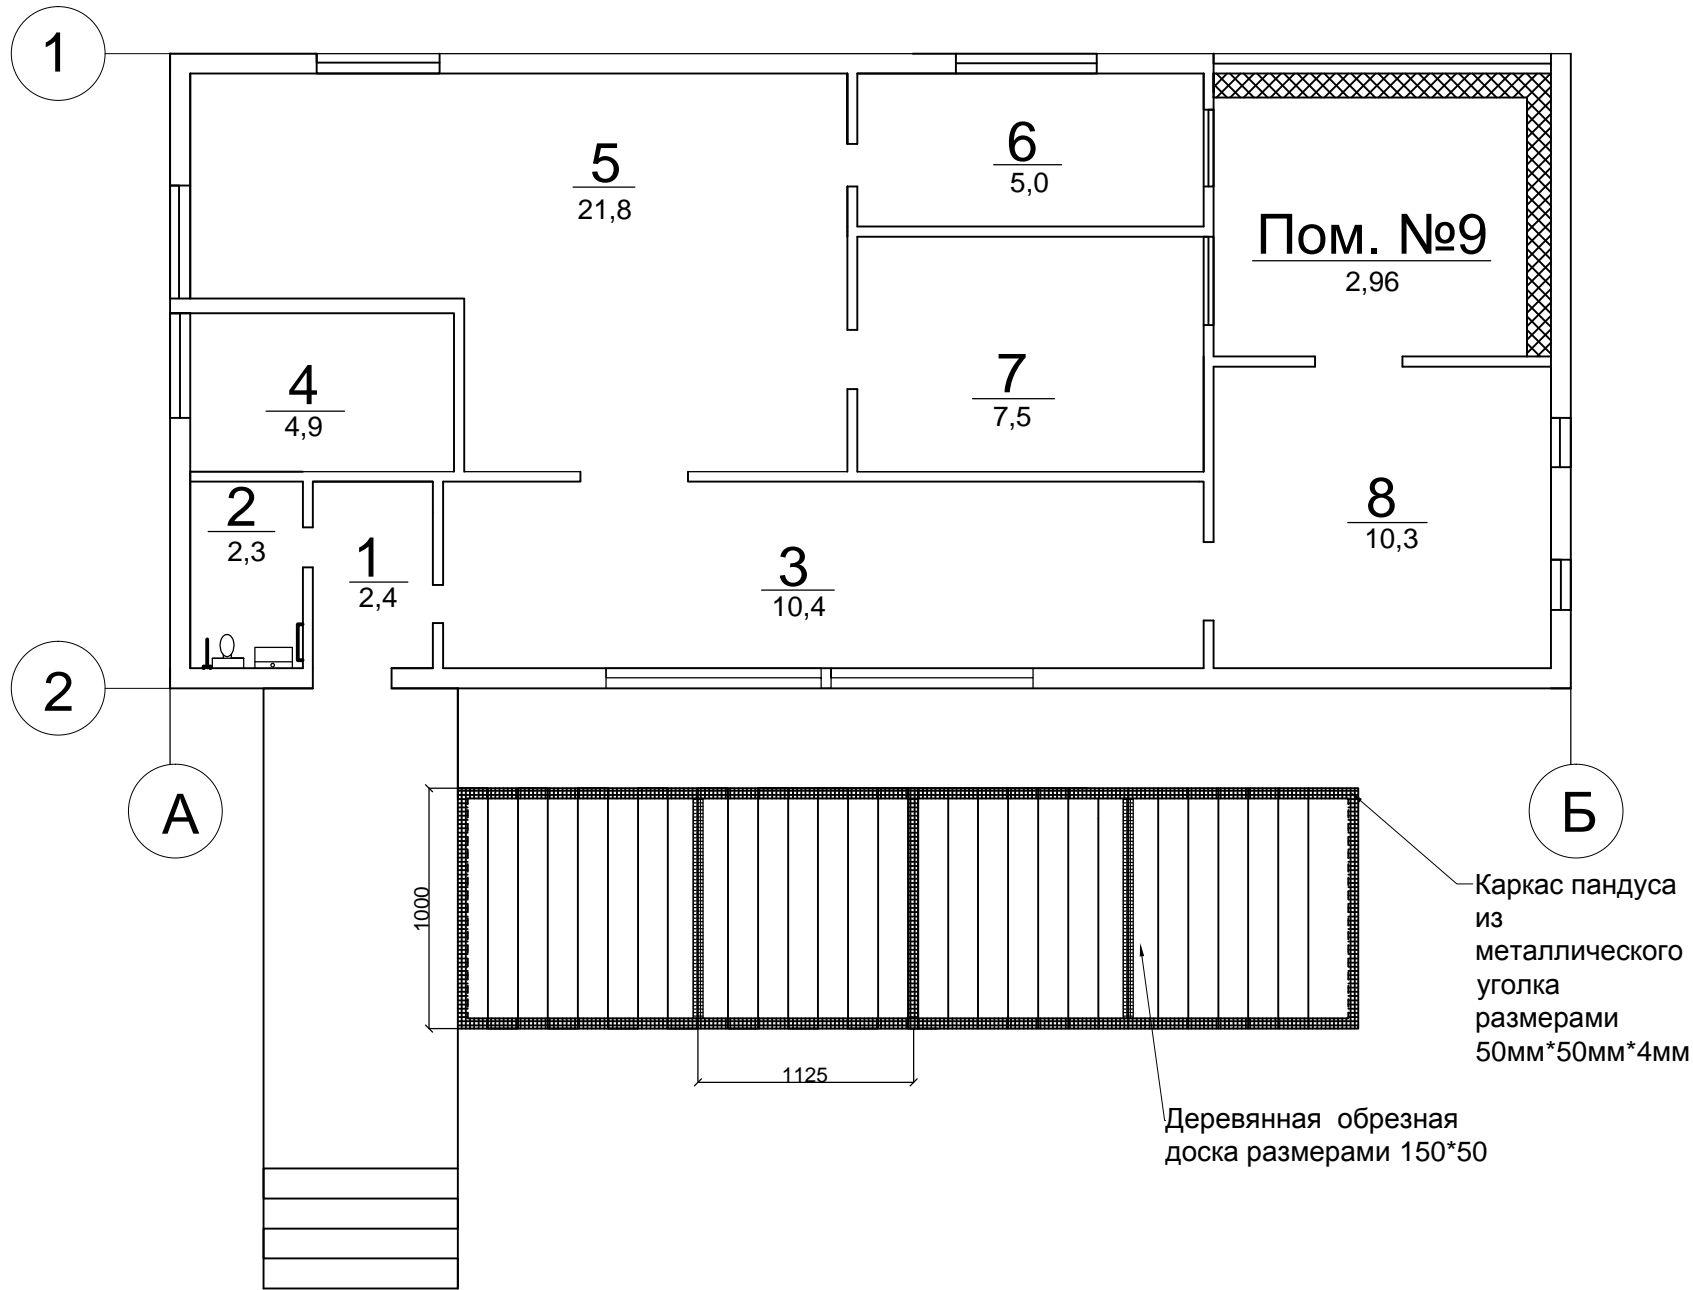 1
5
21,8
6
5,0
Пом. №9
2,96
4
4,9
7
7,5
2
2,3
1
2,4
3
10,4
8
10,3
2
А
Б
1000
1125
Каркас пандуса
из
металлического
уголка
размерами
50мм*50мм*4мм
Деревянная обрезная
доска размерами 150*50